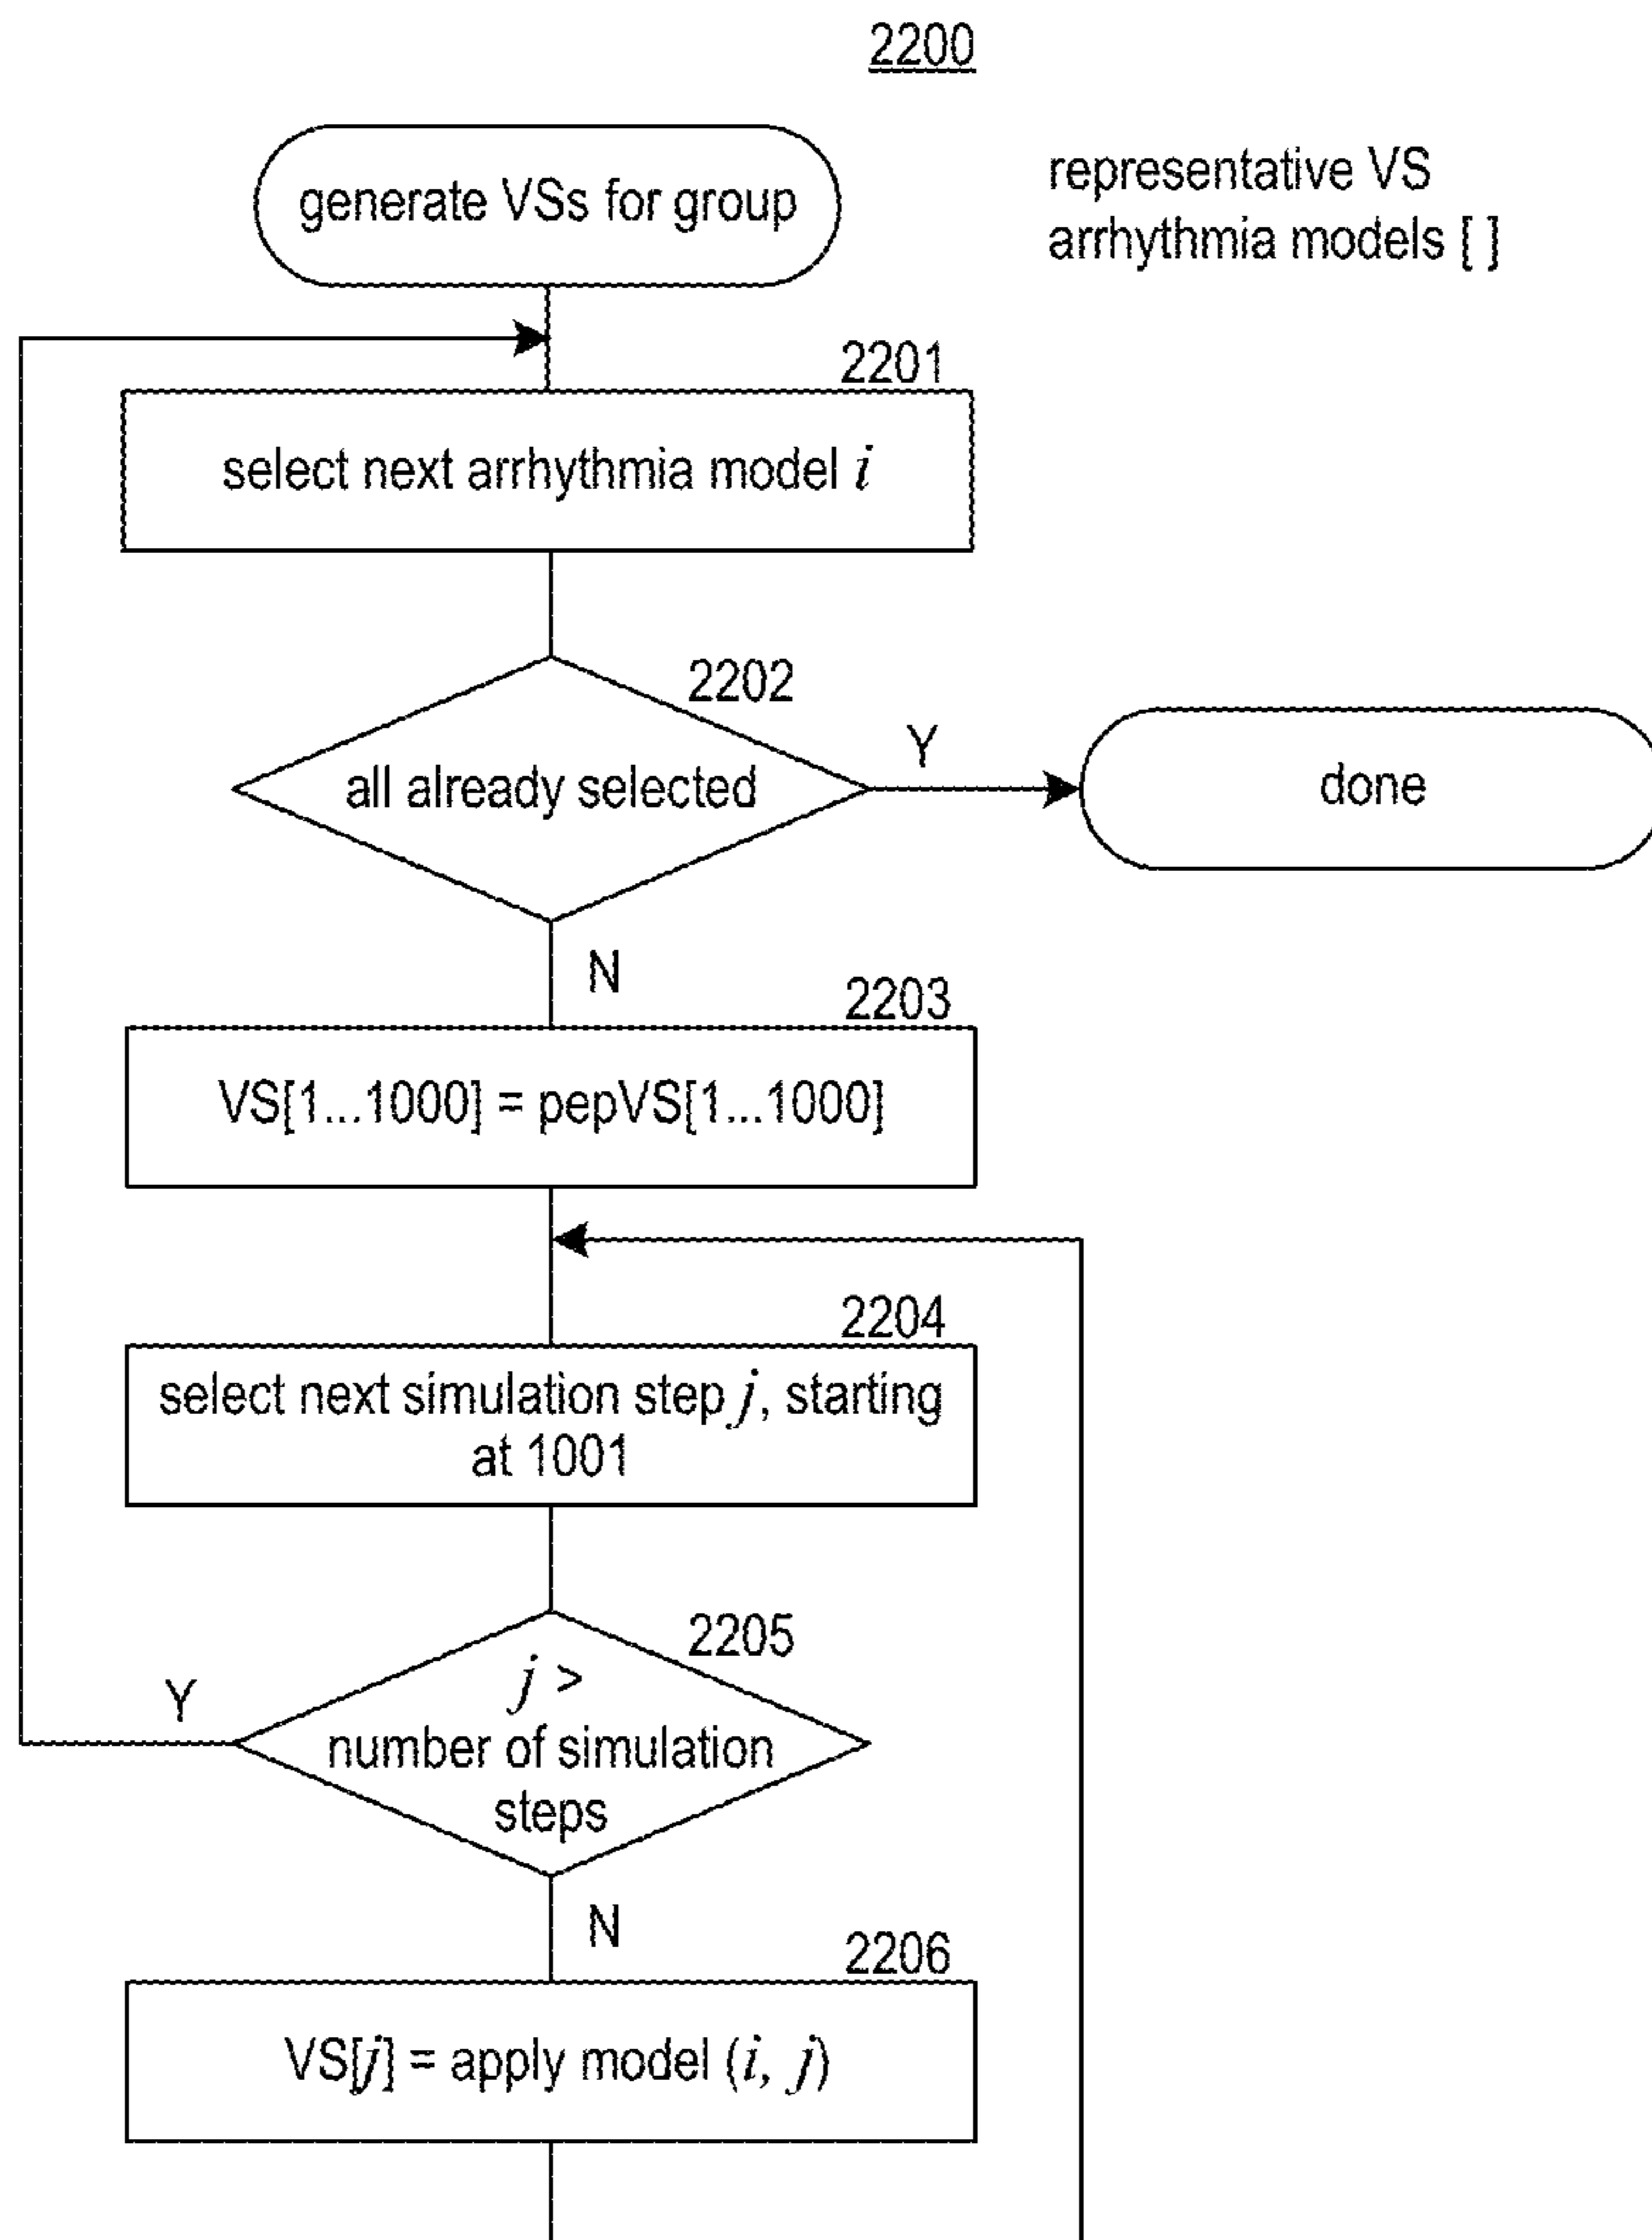 2200
generate VSs for group
representative VS
arrhythmia models [ ]
2201
select next arrhythmia model i
2202
all already selected
Y
done
N
2203
VS[1...1000] = pepVS[1...1000]
2204
select next simulation step j, starting
at 1001
2205
j >
number of simulation
steps
Y
N
2206
VS[j] = apply model (i, j)